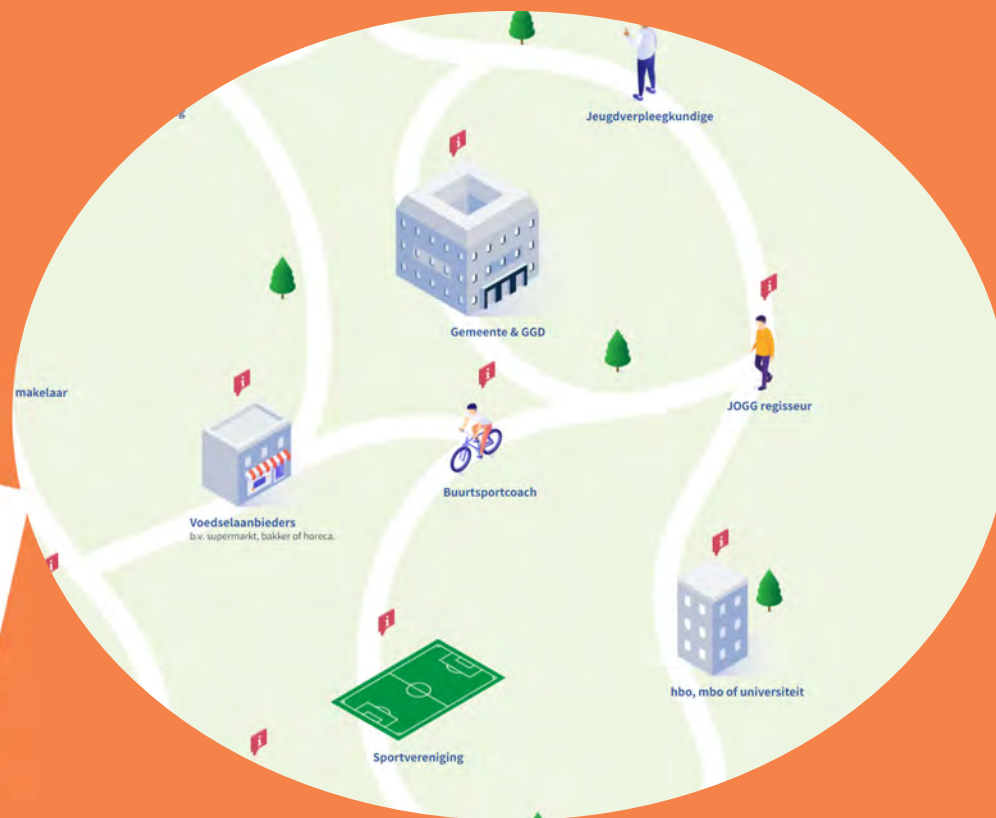 Jeugdverpleegkundige
Gemeente & GGD
makelaar
JOGG regisseur
Buurtsportcoach
Voedselaanbieders
b.v. supermarkt, bakker of horeca.
hbo, mbo of universiteit
Sportvereniging